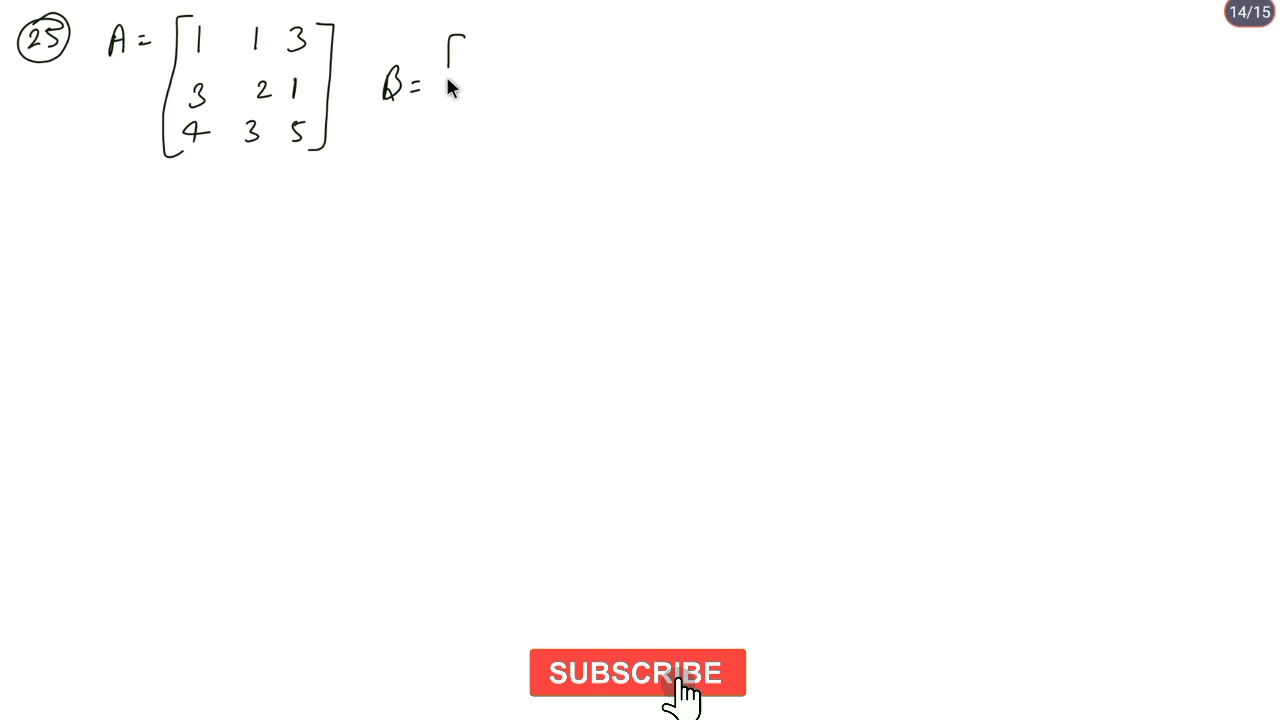 14/15
25 A = [ 1 1 3
3 2 1 B = [
4 3 5 ]
SUBSCRIBE